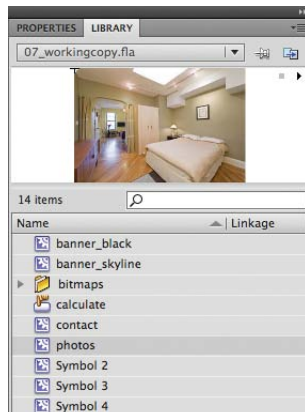 PROPERTIES LIBRARY
07_workingcopy.fla
14 items
Name Linkage
banner_black
banner_skyline
bitmaps
calculate
contact
photos
Symbol 2
Symbol 3
Symbol 4